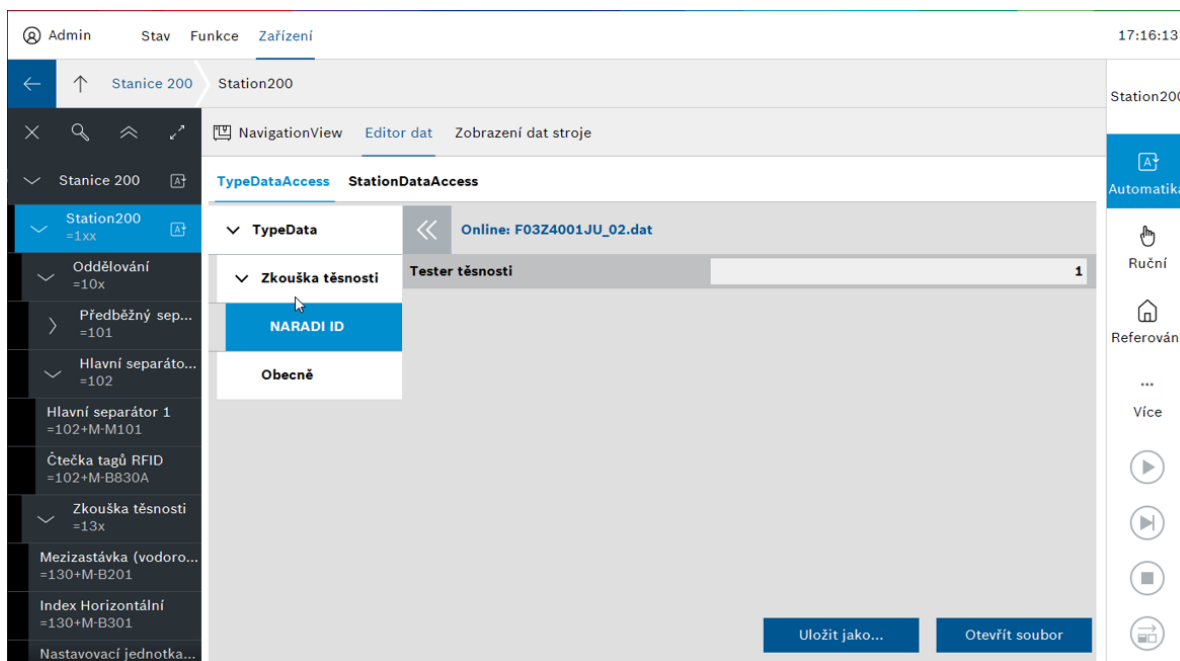 Admin
Stav
Funkce
Zařízení
17:16:13
Stanice 200
Station200
NavigationView
Editor dat
Zobrazení dat stroje
Stanice 200
TypeDataAccess
StationDataAccess
Station200
=1xx
Oddělování
=10x
Předběžný sep...
=101
Hlavní separáto...
=102
Hlavní separátor 1
=102+M-M101
Čtečka tagů RFID
=102+M-B830A
Zkouška těsnosti
=13x
Mezizastávka (vodoro...
=130+M-B201
Index Horizontální
=130+M-B301
Nastavovací jednotka...
TypeData
Zkouška těsnosti
NARADI ID
Obecně
Online: F03Z4001JU_02.dat
Tester těsnosti
1
Uložit jako...
Otevřít soubor
Station200
Automatika
Ruční
Referován
...
Více